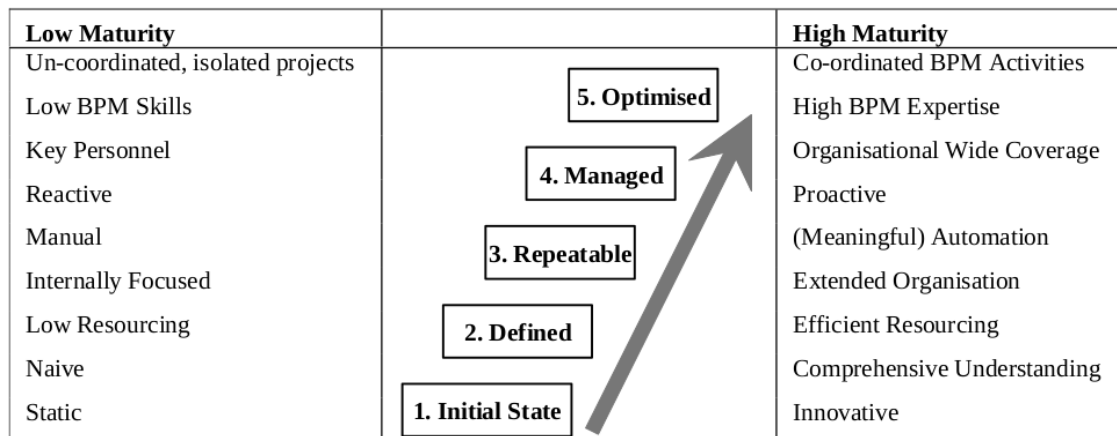 Low Maturity
High Maturity
Un-coordinated, isolated projects
Co-ordinated BPM Activities
5. Optimised
Low BPM Skills
High BPM Expertise
Key Personnel
Organisational Wide Coverage
4. Managed
Reactive
Proactive
Manual
(Meaningful) Automation
3. Repeatable
Internally Focused
Extended Organisation
Low Resourcing
Efficient Resourcing
2. Defined
Naive
Comprehensive Understanding
Static
1. Initial State
Innovative